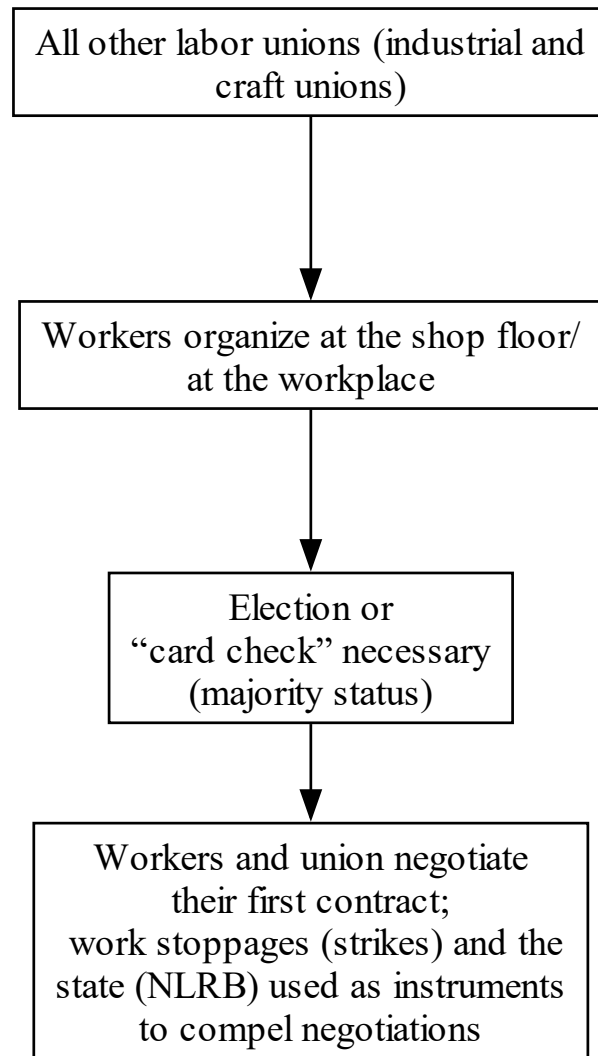 All other labor unions (industrial and
craft unions)
Workers organize at the shop floor/
at the workplace
Election or
“card check” necessary
(majority status)
Workers and union negotiate
their first contract;
work stoppages (strikes) and the
state (NLRB) used as instruments
to compel negotiations